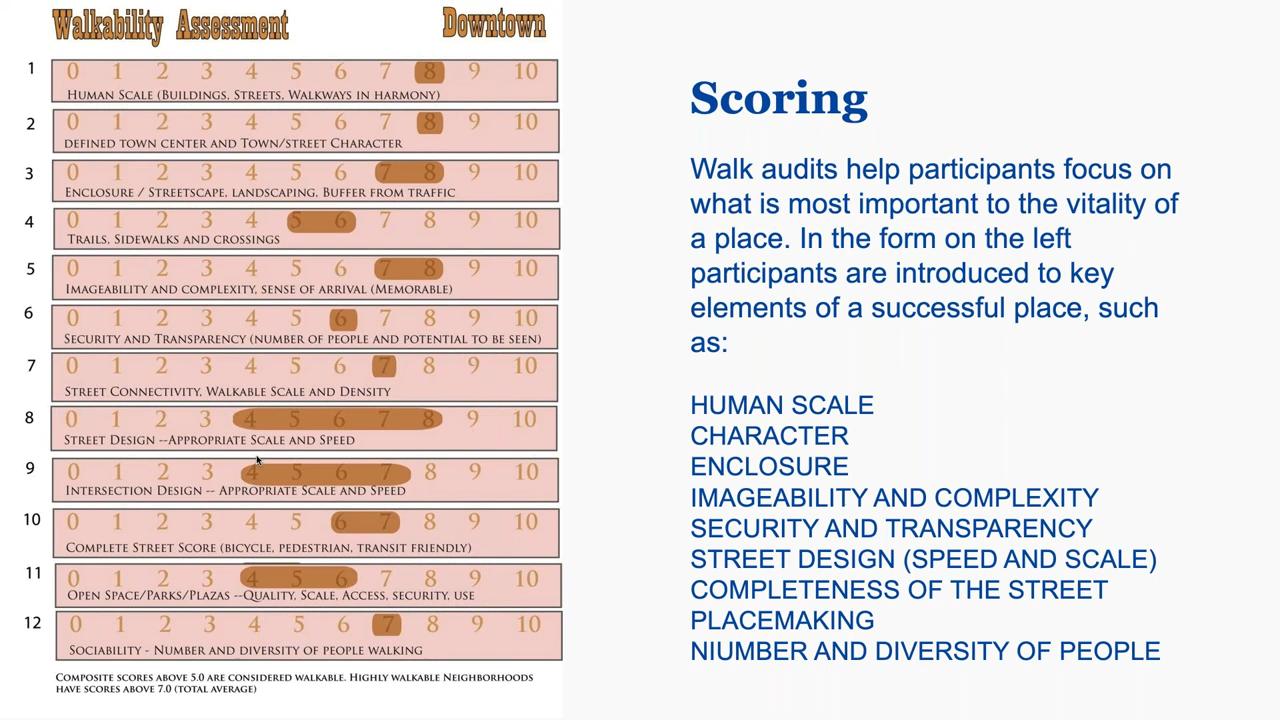 Walkability Assessment Downtown
1 0 1 2 3 4 5 6 7 8 9 10
Human Scale (Buildings, Streets, Walkways in harmony)
2 0 1 2 3 4 5 6 7 8 9 10
defined town center and Town/street Character
3 0 1 2 3 4 5 6 7 8 9 10
Enclosure / Streetscape, landscaping, Buffer from traffic
4 0 1 2 3 4 5 6 7 8 9 10
Trails, Sidewalks and crossings
5 0 1 2 3 4 5 6 7 8 9 10
Imageability and complexity, sense of arrival (Memorable)
6 0 1 2 3 4 5 6 7 8 9 10
Security and Transparency (number of people and potential to be seen)
7 0 1 2 3 4 5 6 7 8 9 10
Street Connectivity, Walkable Scale and Density
8 0 1 2 3 4 5 6 7 8 9 10
Street Design --Appropriate Scale and Speed
9 0 1 2 3 4 5 6 7 8 9 10
Intersection Design -- Appropriate Scale and Speed
10 0 1 2 3 4 5 6 7 8 9 10
Complete Street Score (bicycle, pedestrian, transit friendly)
11 0 1 2 3 4 5 6 7 8 9 10
Open Space/Parks/Plazas --Quality, Scale, Access, security, use
12 0 1 2 3 4 5 6 7 8 9 10
Sociability - Number and diversity of people walking
Composite scores above 5.0 are considered walkable. Highly walkable Neighborhoods
have scores above 7.0 (total average)
Scoring
Walk audits help participants focus on
what is most important to the vitality of
a place. In the form on the left
participants are introduced to key
elements of a successful place, such
as:
HUMAN SCALE
CHARACTER
ENCLOSURE
IMAGEABILITY AND COMPLEXITY
SECURITY AND TRANSPARENCY
STREET DESIGN (SPEED AND SCALE)
COMPLETENESS OF THE STREET
PLACEMAKING
NIUMBER AND DIVERSITY OF PEOPLE